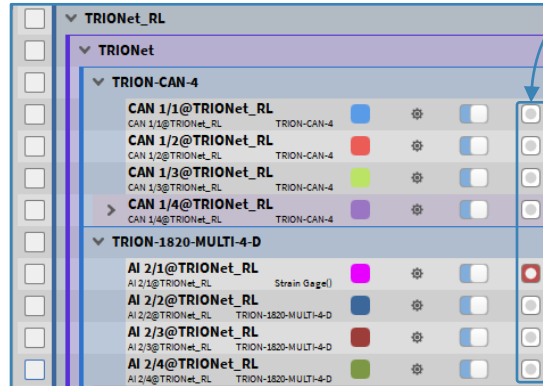 TRIONet_RL
TRIONet
TRION-CAN-4
CAN 1/1@TRIONet_RL
CAN 1/1@TRIONet_RL TRION-CAN-4
CAN 1/2@TRIONet_RL
CAN 1/2@TRIONet_RL TRION-CAN-4
CAN 1/3@TRIONet_RL
CAN 1/3@TRIONet_RL TRION-CAN-4
CAN 1/4@TRIONet_RL
CAN 1/4@TRIONet_RL TRION-CAN-4
TRION-1820-MULTI-4-D
AI 2/1@TRIONet_RL
AI 2/1@TRIONet_RL Strain Gage()
AI 2/2@TRIONet_RL
AI 2/2@TRIONet_RL TRION-1820-MULTI-4-D
AI 2/3@TRIONet_RL
AI 2/3@TRIONet_RL TRION-1820-MULTI-4-D
AI 2/4@TRIONet_RL
AI 2/4@TRIONet_RL TRION-1820-MULTI-4-D